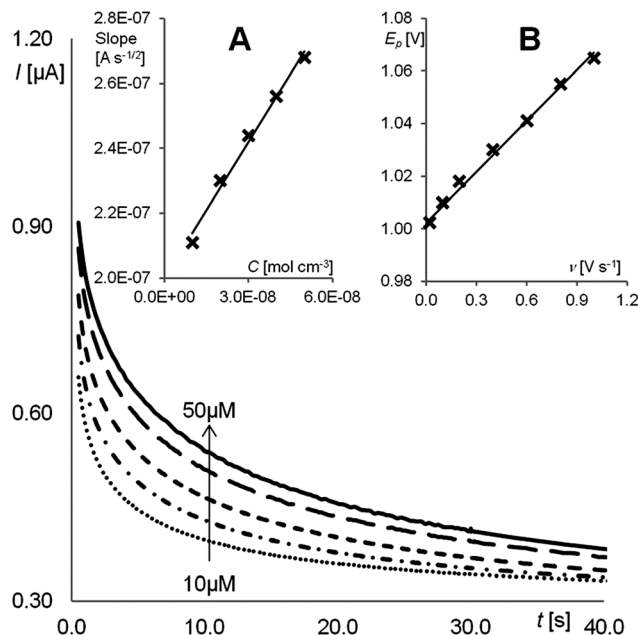 1.20
I [µA]
0.90
0.60
0.30
0.0
10.0
20.0
30.0
40.0
t [s]
50µM
10µM
A
Slope
[A s-1/2]
2.8E-07
2.6E-07
2.4E-07
2.2E-07
2.0E-07
0.0E+00
3.0E-08
6.0E-08
C [mol cm-3]
B
Ep [V]
1.08
1.06
1.04
1.02
1.00
0.98
0.0
0.3
0.6
0.9
1.2
ν [V s-1]